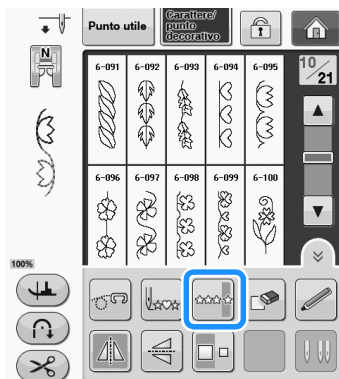 Punto utile
Carattere/
punto
decorativo
N
6-091 6-092 6-093 6-094 6-095
10/21
6-096 6-097 6-098 6-099 6-100
100%